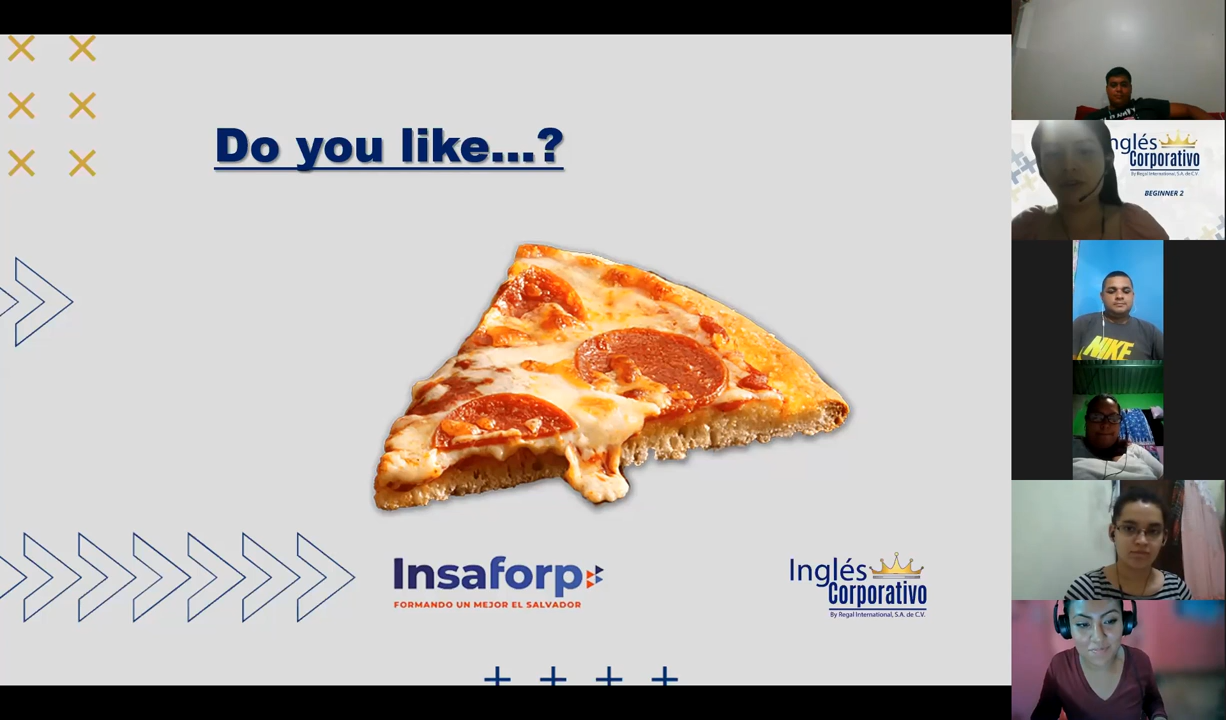 Do you like...?
Insaforp
FORMANDO UN MEJOR EL SALVADOR
Inglés
Corporativo
By Regal International, S.A. de C.V.
nglés
Corporativo
By Regal International, S.A. de C.V.
BEGINNER 2
NIKE